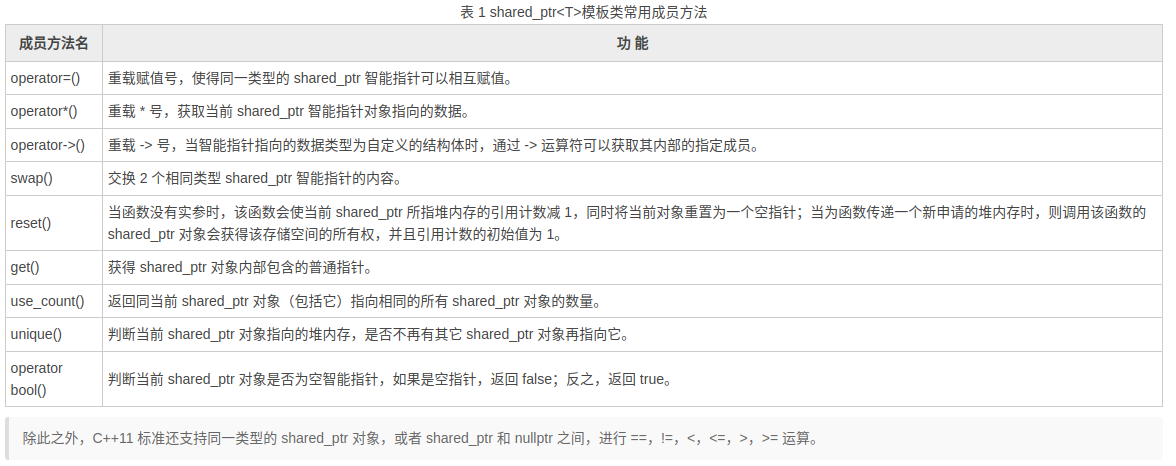 表 1 shared_ptr<T>模板类常用成员方法
成员方法名 功 能
operator=() 重载赋值号，使得同一类型的 shared_ptr 智能指针可以相互赋值。
operator*() 重载 * 号，获取当前 shared_ptr 智能指针对象指向的数据。
operator->() 重载 -> 号，当智能指针指向的数据类型为自定义的结构体时，通过 -> 运算符可以获取其内部的指定成员。
swap() 交换 2 个相同类型 shared_ptr 智能指针的内容。
reset() 当函数没有实参时，该函数会使当前 shared_ptr 所指堆内存的引用计数减 1，同时将当前对象重置为一个空指针；当为函数传递一个新申请的堆内存时，则调用该函数的
shared_ptr 对象会获得该存储空间的所有权，并且引用计数的初始值为 1。
get() 获得 shared_ptr 对象内部包含的普通指针。
use_count() 返回同当前 shared_ptr 对象（包括它）指向相同的所有 shared_ptr 对象的数量。
unique() 判断当前 shared_ptr 对象指向的堆内存，是否不再有其它 shared_ptr 对象再指向它。
operator
bool() 判断当前 shared_ptr 对象是否为空智能指针，如果是空指针，返回 false；反之，返回 true。
除此之外，C++11 标准还支持同一类型的 shared_ptr 对象，或者 shared_ptr 和 nullptr 之间，进行 ==，!=，<，<=，>，>= 运算。